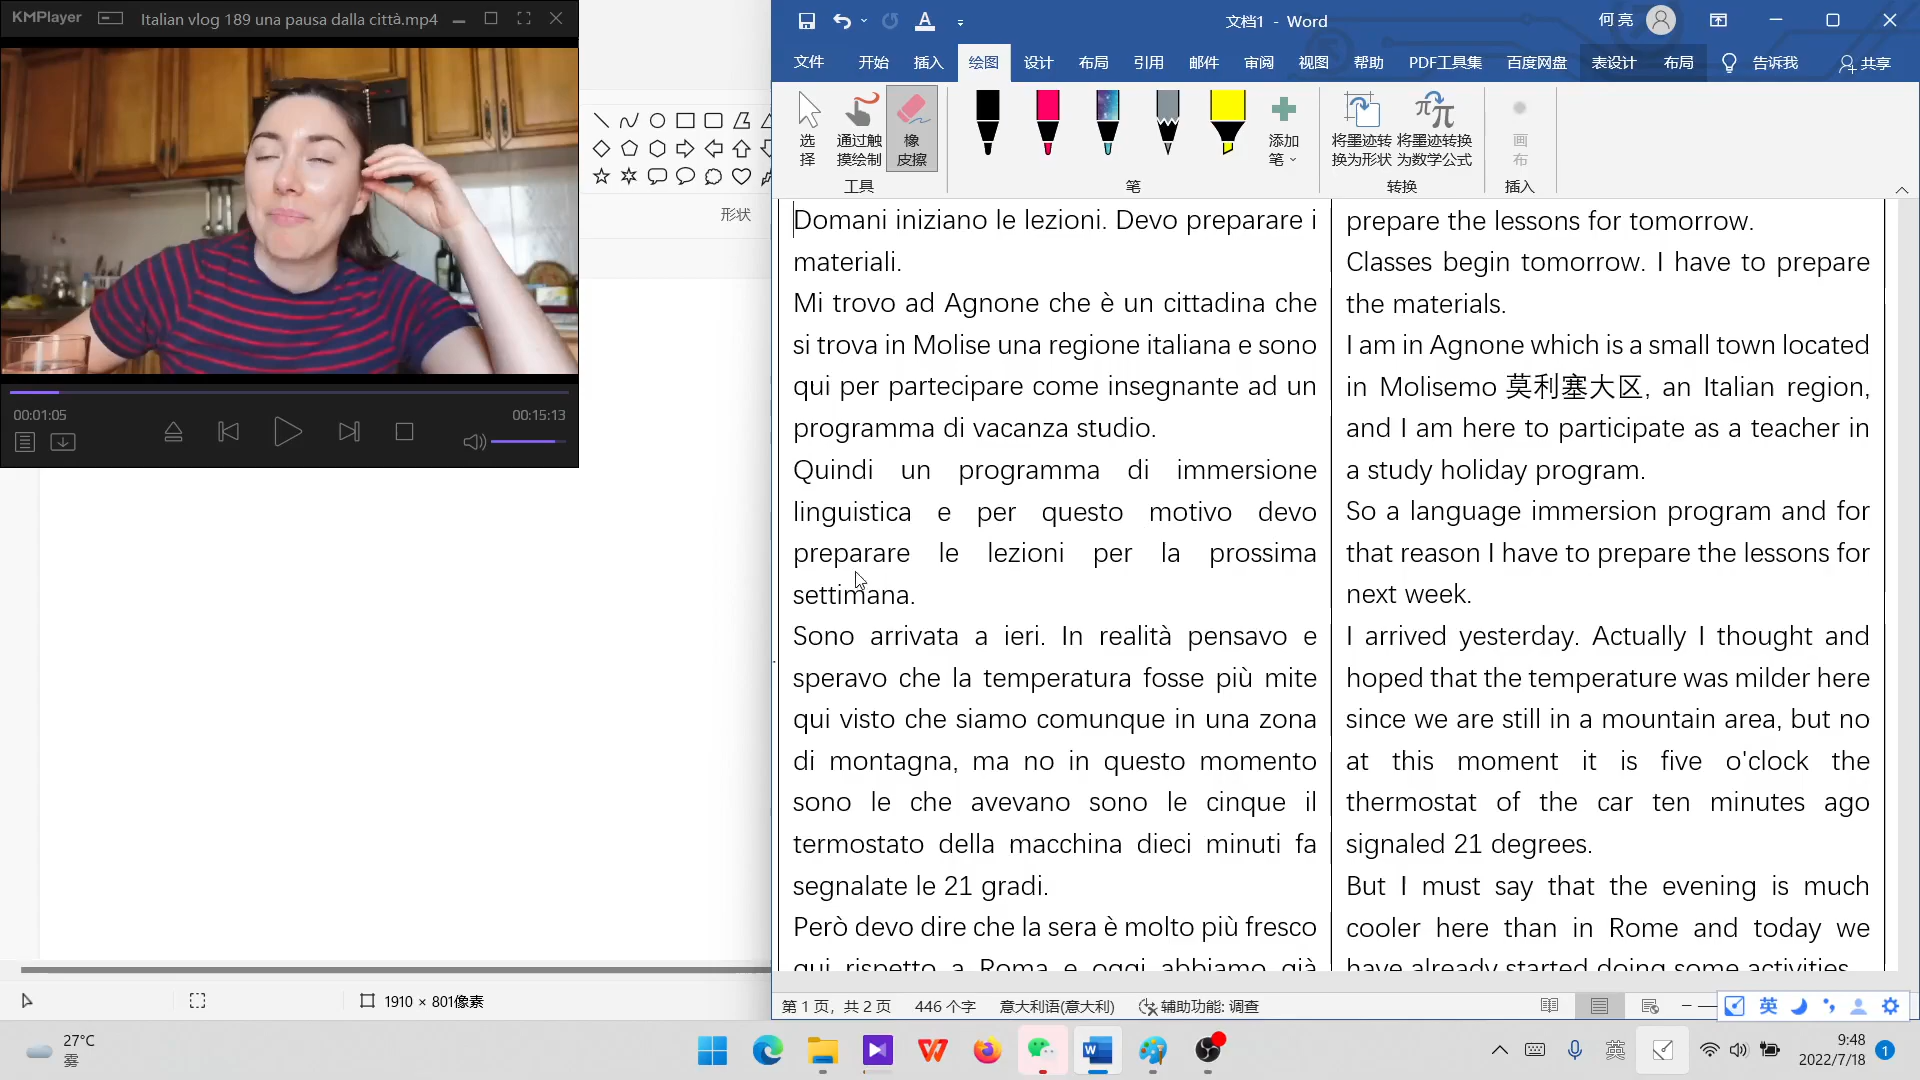 KMPlayer
Italian vlog 189 una pausa dalla città.mp4
00:01:05
00:15:13
形状
1910 × 801像素
文档1 - Word
何 亮
文件 开始 插入 绘图 设计 布局 引用 邮件 审阅 视图 帮助 PDF工具集 百度网盘 表设计 布局 告诉我 共享
选择
通过触摸绘制
橡皮擦
添加笔
将墨迹转换为形状
将墨迹转换为数学公式
画布
工具
笔
转换
插入
Domani iniziano le lezioni. Devo preparare i
materiali.
Mi trovo ad Agnone che è un cittadina che
si trova in Molise una regione italiana e sono
qui per partecipare come insegnante ad un
programma di vacanza studio.
Quindi un programma di immersione
linguistica e per questo motivo devo
preparare le lezioni per la prossima
settimana.
Sono arrivata a ieri. In realità pensavo e
speravo che la temperatura fosse più mite
qui visto che siamo comunque in una zona
di montagna, ma no in questo momento
sono le che avevano sono le cinque il
termostato della macchina dieci minuti fa
segnalate le 21 gradi.
Però devo dire che la sera è molto più fresco
qui rispetto a Roma e oggi abbiamo già
prepare the lessons for tomorrow.
Classes begin tomorrow. I have to prepare
the materials.
I am in Agnone which is a small town located
in Molisemo 莫利塞大区, an Italian region,
and I am here to participate as a teacher in
a study holiday program.
So a language immersion program and for
that reason I have to prepare the lessons for
next week.
I arrived yesterday. Actually I thought and
hoped that the temperature was milder here
since we are still in a mountain area, but no
at this moment it is five o'clock the
thermostat of the car ten minutes ago
signaled 21 degrees.
But I must say that the evening is much
cooler here than in Rome and today we
have already started doing some activities
第 1 页，共 2 页 446 个字 意大利语(意大利) 辅助功能: 调查
英
27°C
雾
英
9:48
2022/7/18
1